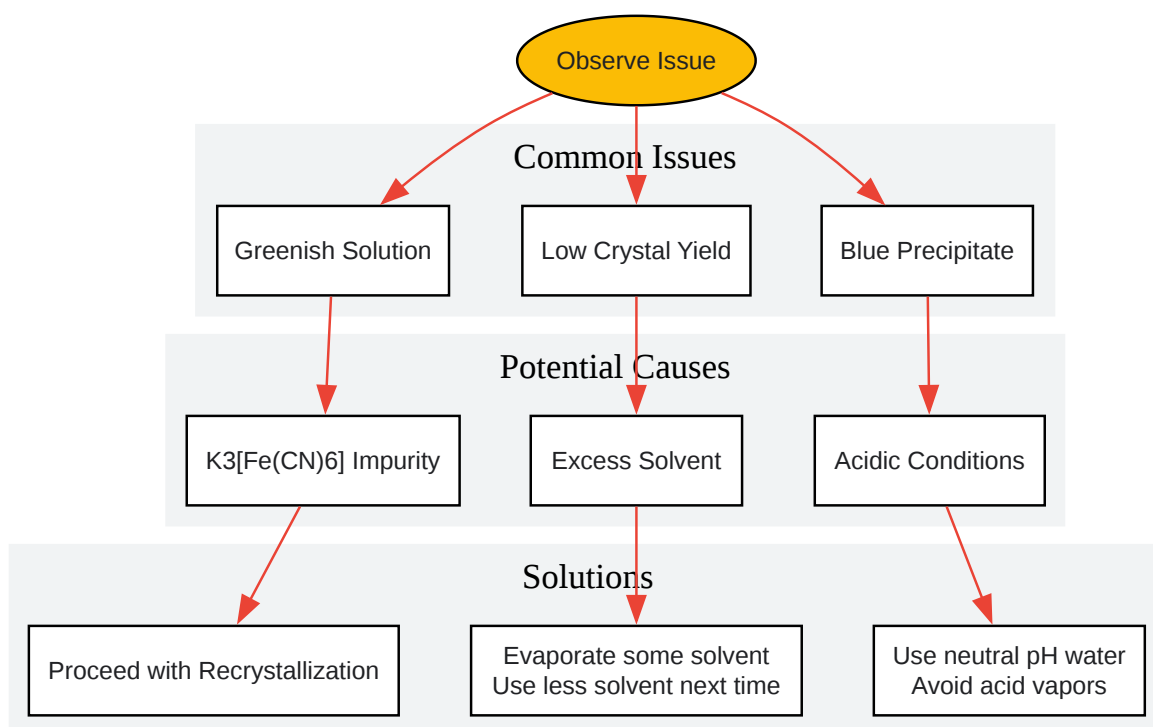 Observe Issue
Common Issues
Greenish Solution
Low Crystal Yield
Blue Precipitate
Potential Causes
K3[Fe(CN)6] Impurity
Excess Solvent
Acidic Conditions
Solutions
Proceed with Recrystallization
Evaporate some solvent
Use less solvent next time
Use neutral pH water
Avoid acid vapors